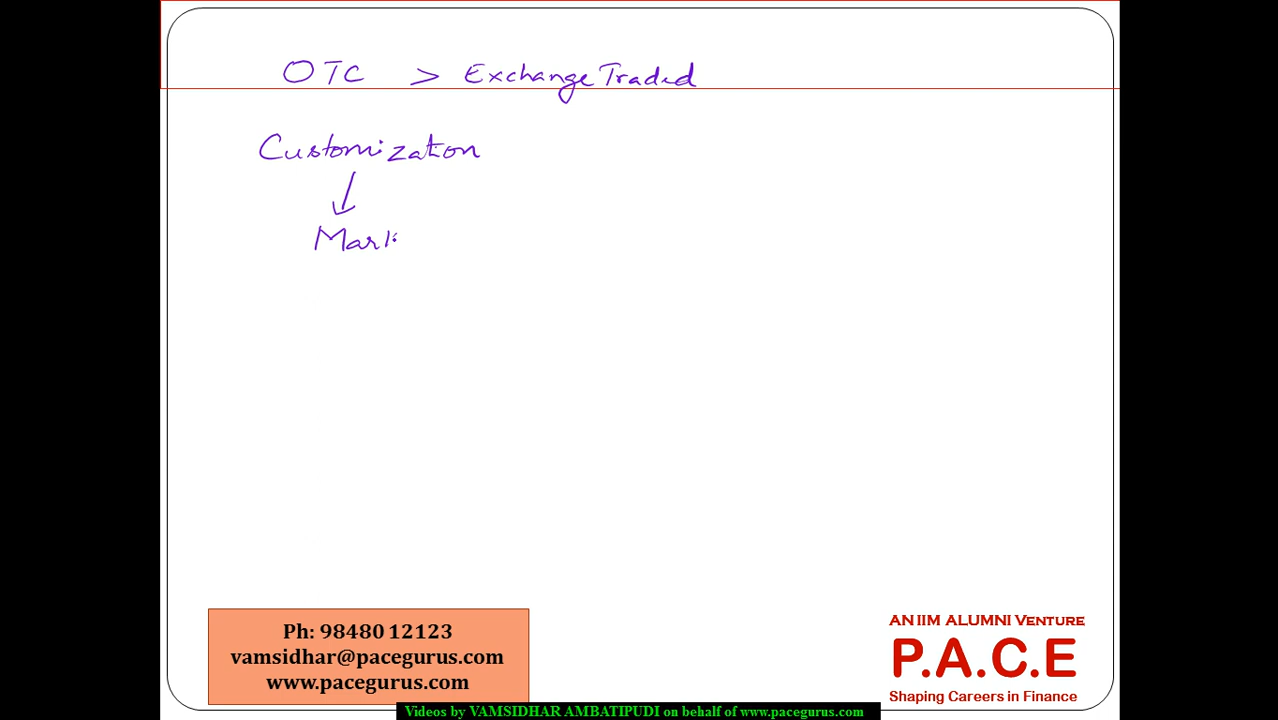 OTC > Exchange Traded
Customization
Mark
Ph: 98480 12123
vamsidhar@pacegurus.com
www.pacegurus.com
AN IIM ALUMNI VENTURE
P.A.C.E
Shaping Careers in Finance
Videos by VAMSIDHAR AMBATIPUDI on behalf of www.pacegurus.com